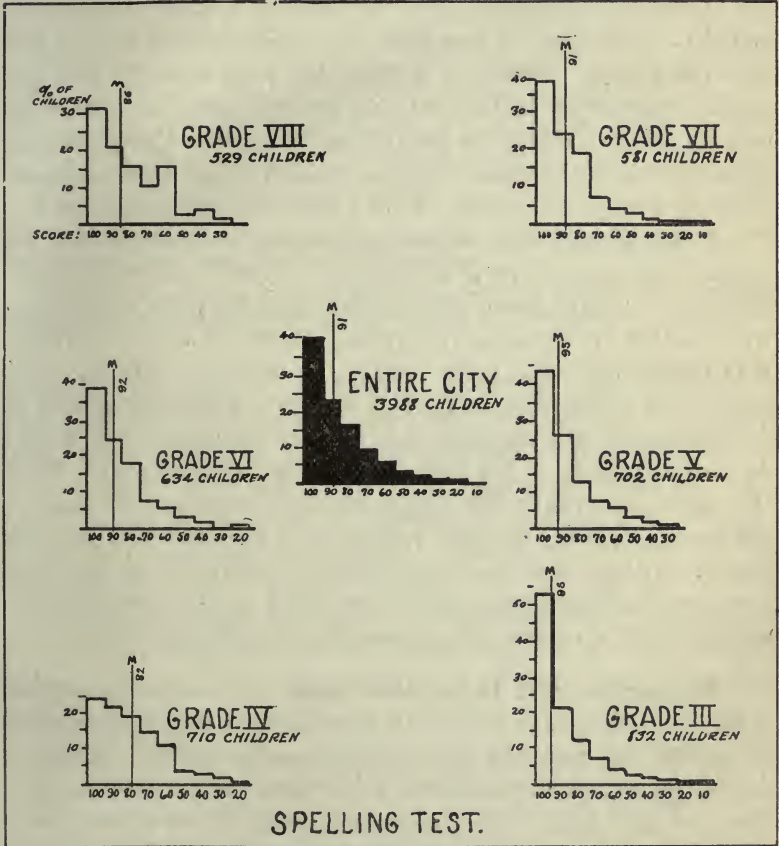 % OF
CHILDREN
M
86
30
20
10
GRADE VIII
529 CHILDREN
SCORE: 100 90 80 70 60 50 40 30
M
91
40
30
20
10
GRADE VII
581 CHILDREN
100 90 80 70 60 50 40 30 20 10
M
92
40
30
20
10
GRADE VI
634 CHILDREN
100 90 80 70 60 50 40 30 20
M
91
40
30
20
10
ENTIRE CITY
3988 CHILDREN
100 90 80 70 60 50 40 30 20 10
M
95
40
30
20
10
GRADE V
702 CHILDREN
100 90 80 70 60 50 40 30
M
82
20
10
GRADE IV
710 CHILDREN
100 90 80 70 60 50 40 30 20
M
50
40
30
20
10
GRADE III
832 CHILDREN
100 90 80 70 60 50 40 30 20 10
SPELLING TEST.